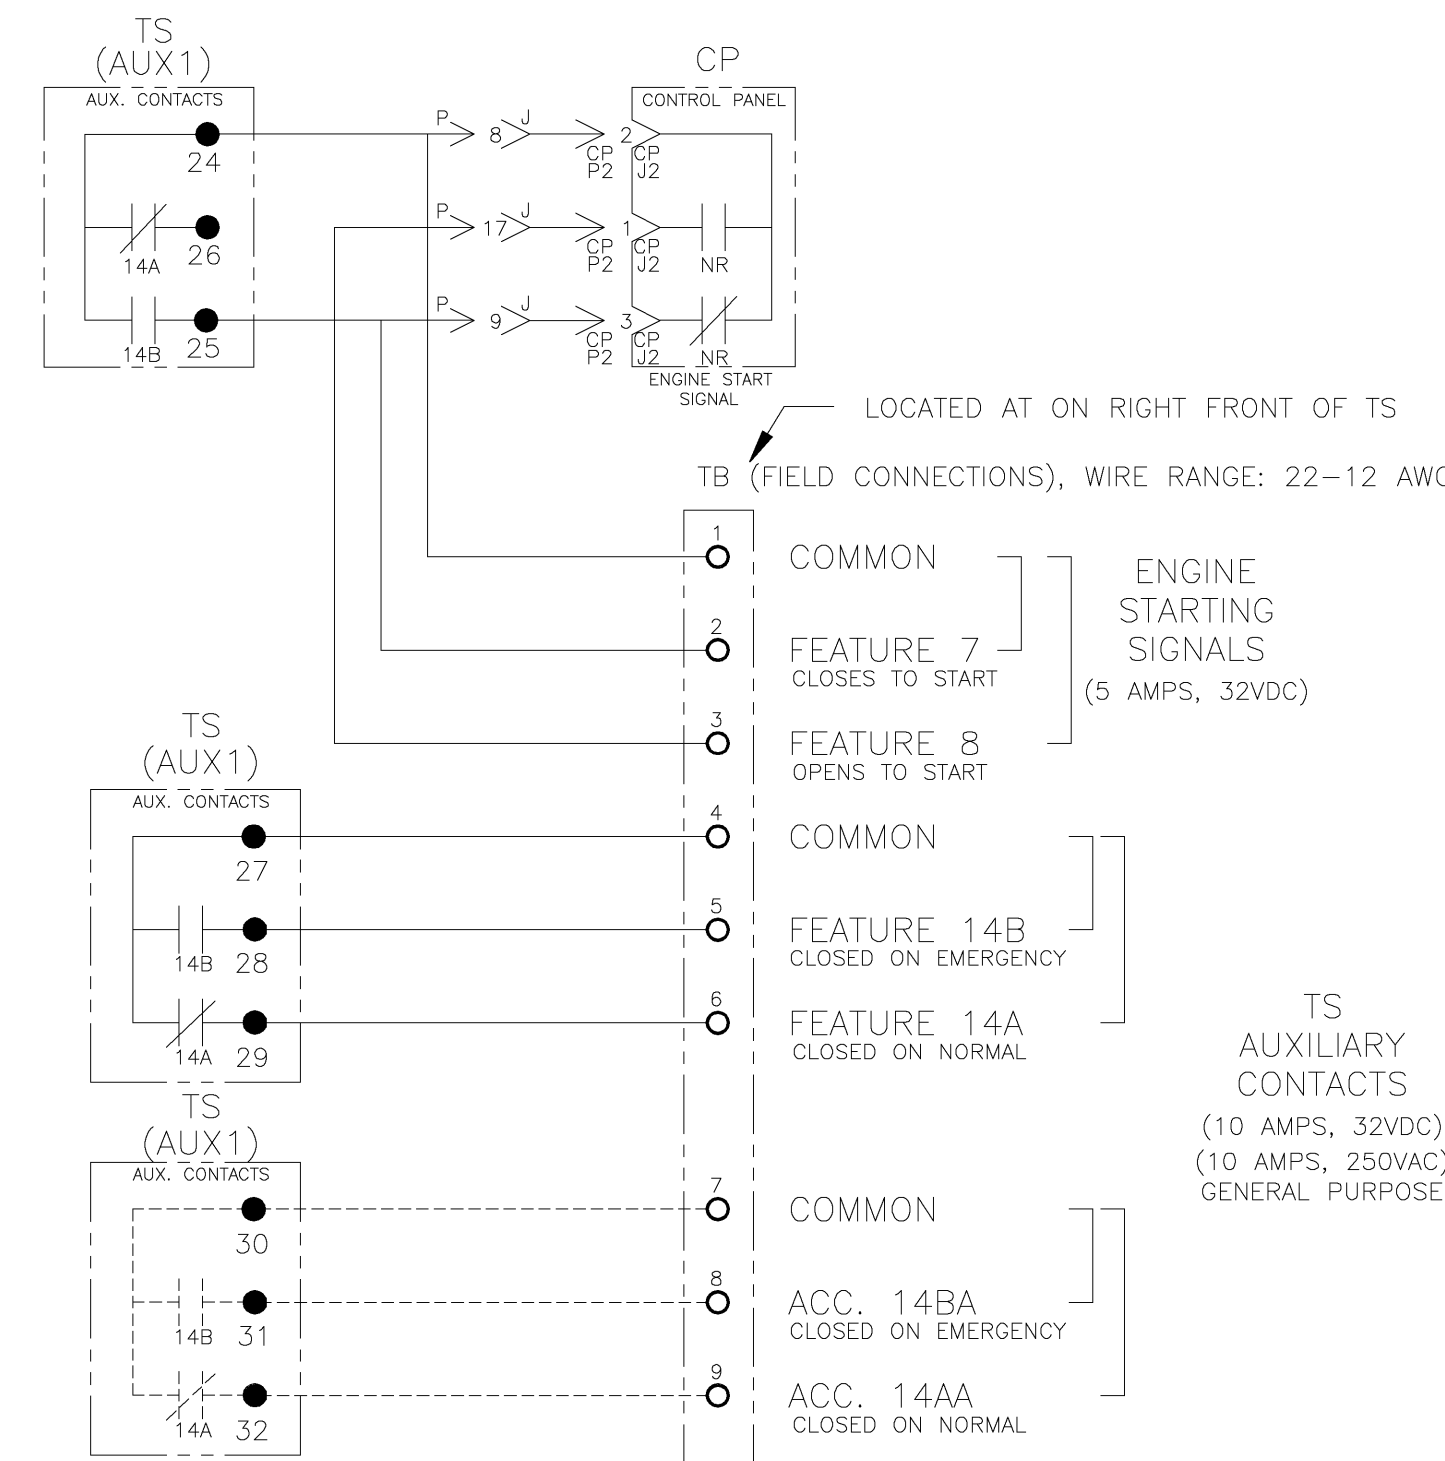 TS
(AUX1)
AUX. CONTACTS
24
14A
26
14B
25
P
8
J
CP
P2
2
CP
J2
P
17
J
CP
P2
1
CP
J2
P
9
J
CP
P2
3
CP
J2
CP
CONTROL PANEL
NR
NR
ENGINE START
SIGNAL
LOCATED AT ON RIGHT FRONT OF TS
TB (FIELD CONNECTIONS), WIRE RANGE: 22-12
1
COMMON
2
FEATURE 7
CLOSES TO START
3
FEATURE 8
OPENS TO START
ENGINE
STARTING
SIGNALS
(5 AMPS, 32VDC)
TS
(AUX1)
AUX. CONTACTS
27
14B
28
14A
29
4
COMMON
5
FEATURE 14B
CLOSED ON EMERGENCY
6
FEATURE 14A
CLOSED ON NORMAL
TS
AUXILIARY
CONTACTS
(10 AMPS, 32VDC)
(10 AMPS, 250VAC)
GENERAL PURPOSE
TS
(AUX1)
AUX. CONTACTS
30
14B
31
14A
32
7
COMMON
8
ACC. 14BA
CLOSED ON EMERGENCY
9
ACC. 14AA
CLOSED ON NORMAL